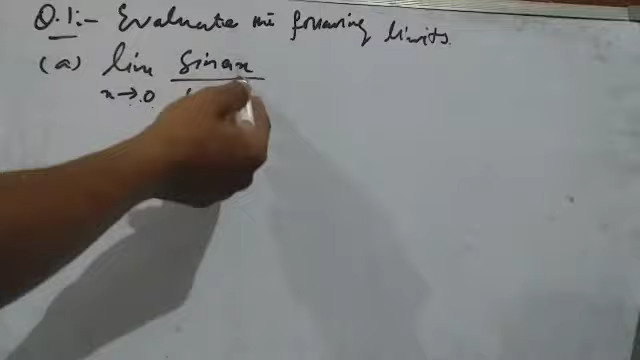 Q.1:- Evaluate the following limits.
(a) lim sinax
x→0